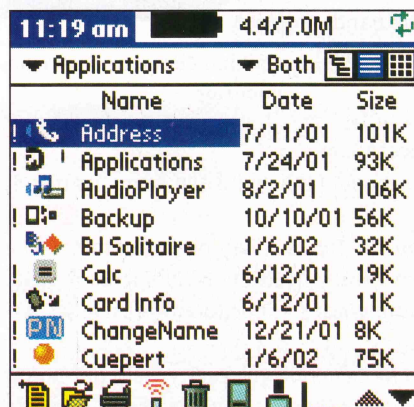 11:19 am 4.4/7.0M
Applications Both
Name Date Size
! Address 7/11/01 101K
! Applications 7/24/01 93K
AudioPlayer 8/2/01 106K
! Backup 10/10/01 56K
BJ Solitaire 1/6/02 32K
! Calc 6/12/01 19K
! Card Info 6/12/01 11K
! PN ChangeName 12/21/01 8K
! Cuepert 1/6/02 75K